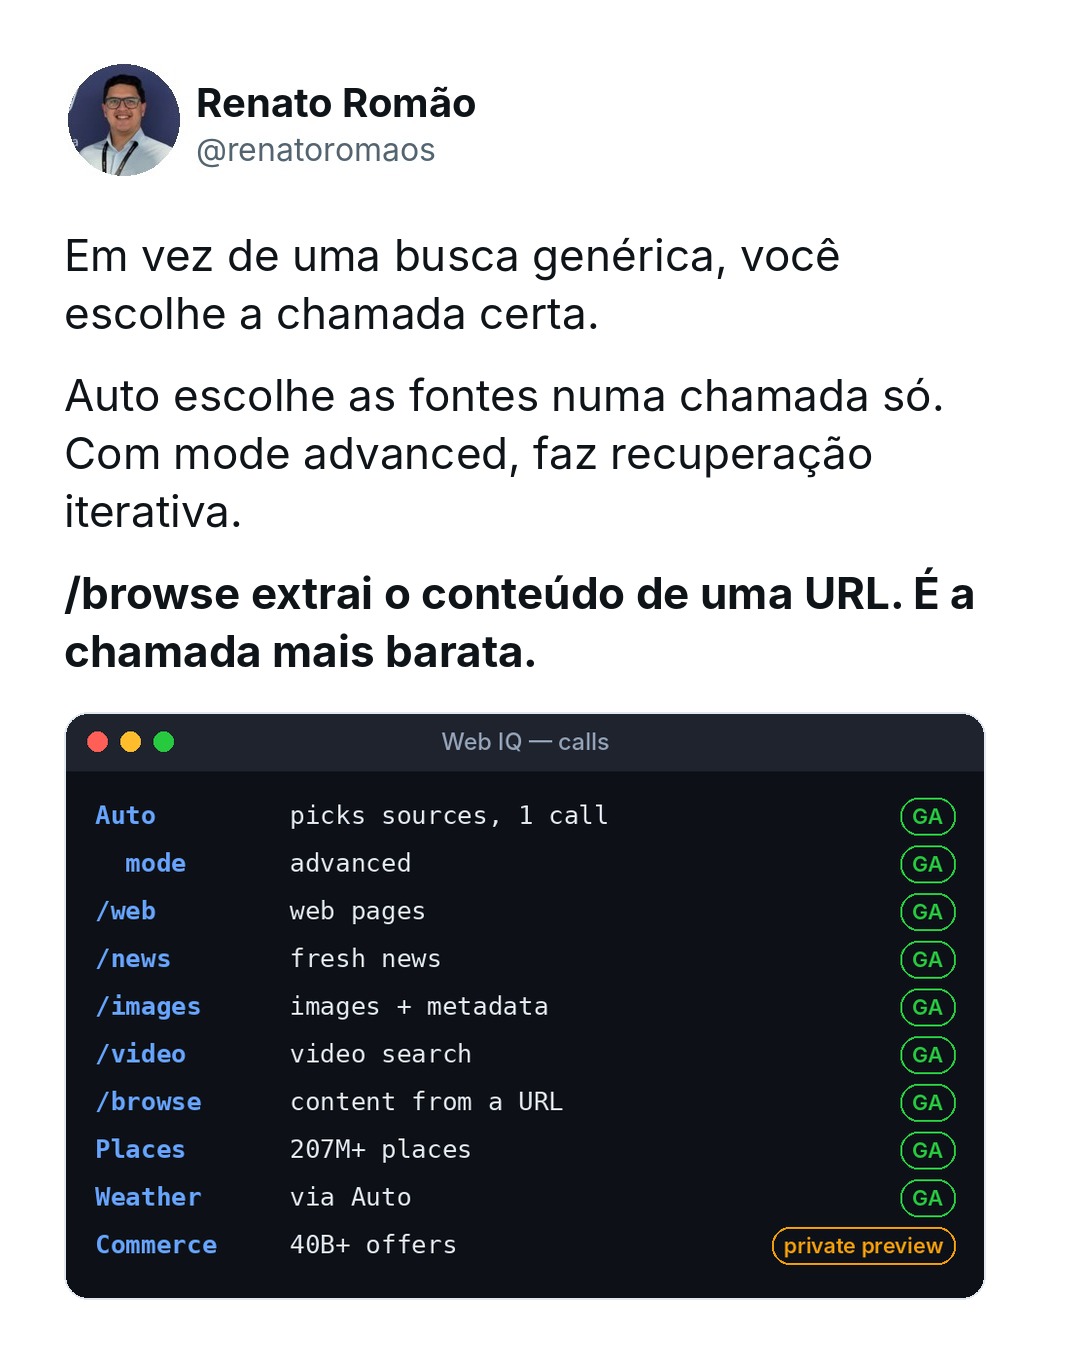 Renato Romão
@renatoromaos
Em vez de uma busca genérica, você
escolhe a chamada certa.
Auto escolhe as fontes numa chamada só.
Com mode advanced, faz recuperação
iterativa.
/browse extrai o conteúdo de uma URL. É a
chamada mais barata.
Web IQ — calls
Auto picks sources, 1 call GA
mode advanced GA
/web web pages GA
/news fresh news GA
/images images + metadata GA
/video video search GA
/browse content from a URL GA
Places 207M+ places GA
Weather via Auto GA
Commerce 40B+ offers private preview